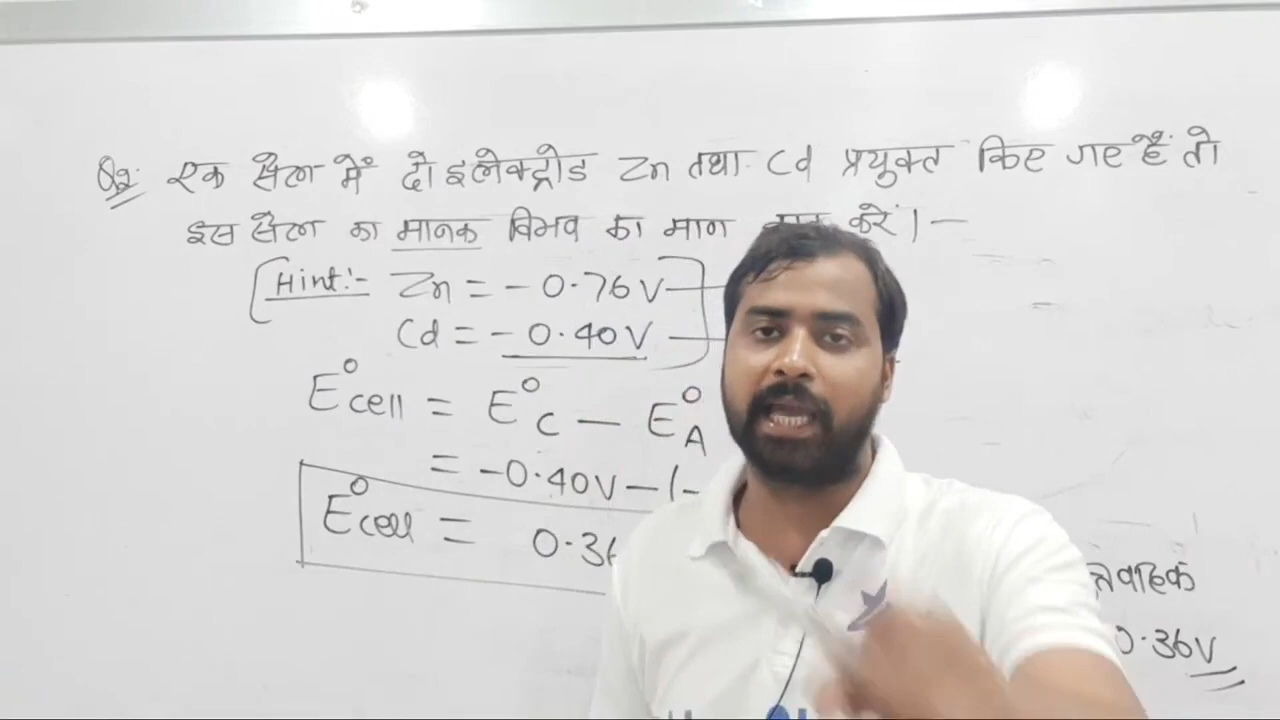 Q2: एक सेल में दो इलेक्ट्रोड Zn तथा Cd प्रयुक्त किए गए हैं तो
इस सेल का मानक विभव का मान करें।-
[Hint:- Zn = - 0.76V
Cd = - 0.40V
E°cell = E°C - E°A
= -0.40V - (-
E°cell = 0.36
0.36V